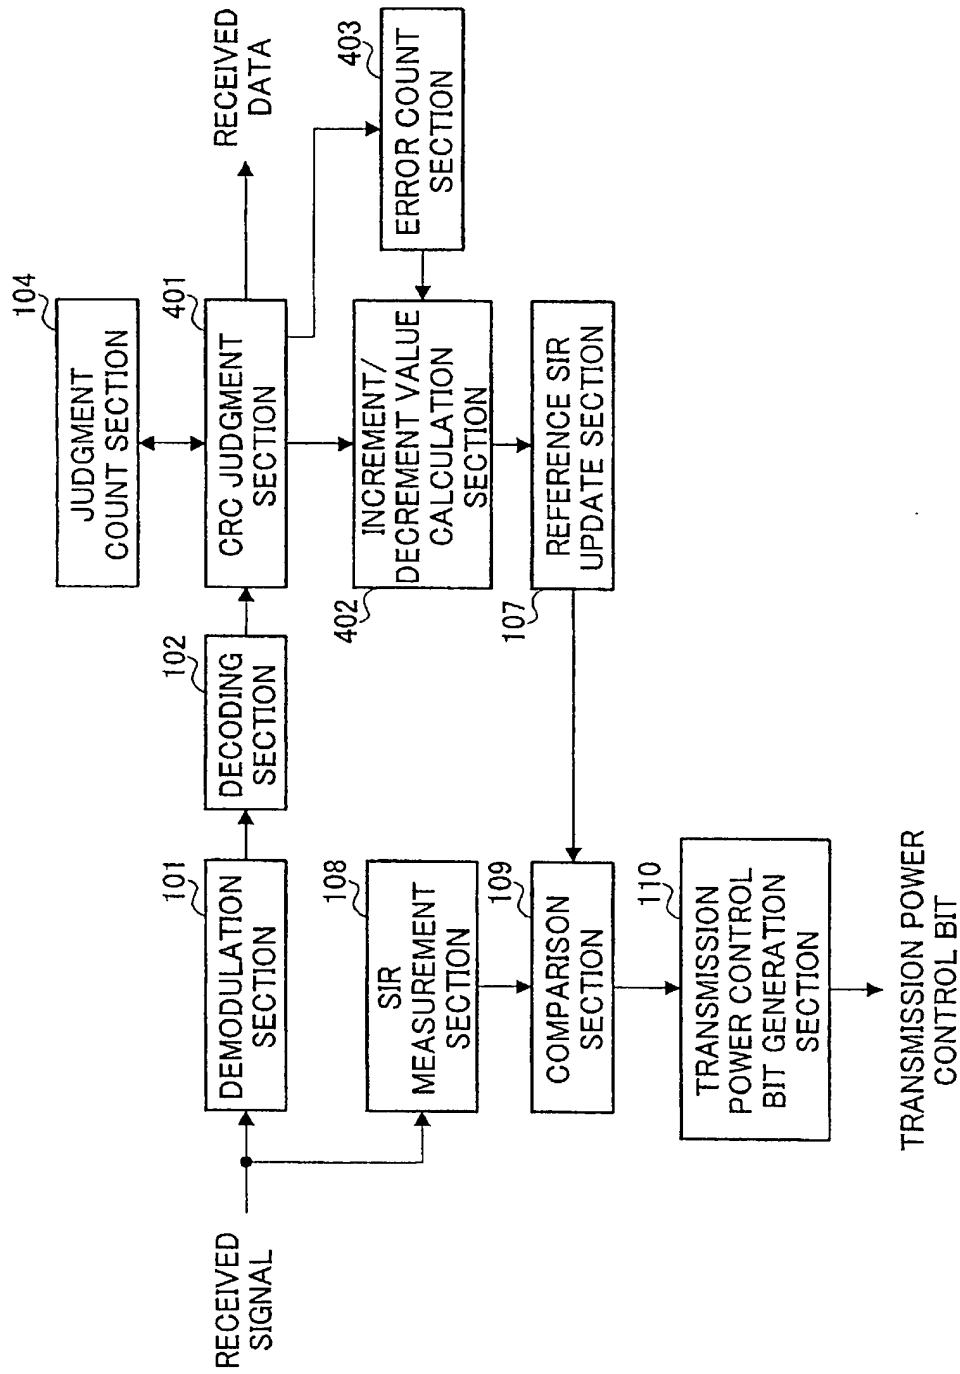 RECEIVED
SIGNAL
101
DEMODULATION
SECTION
102
DECODING
SECTION
104
JUDGMENT
COUNT SECTION
401
CRC JUDGMENT
SECTION
RECEIVED
DATA
403
ERROR COUNT
SECTION
402
INCREMENT/
DECREMENT VALUE
CALCULATION
SECTION
107
REFERENCE SIR
UPDATE SECTION
108
SIR
MEASUREMENT
SECTION
109
COMPARISON
SECTION
110
TRANSMISSION
POWER CONTROL
BIT GENERATION
SECTION
TRANSMISSION POWER
CONTROL BIT